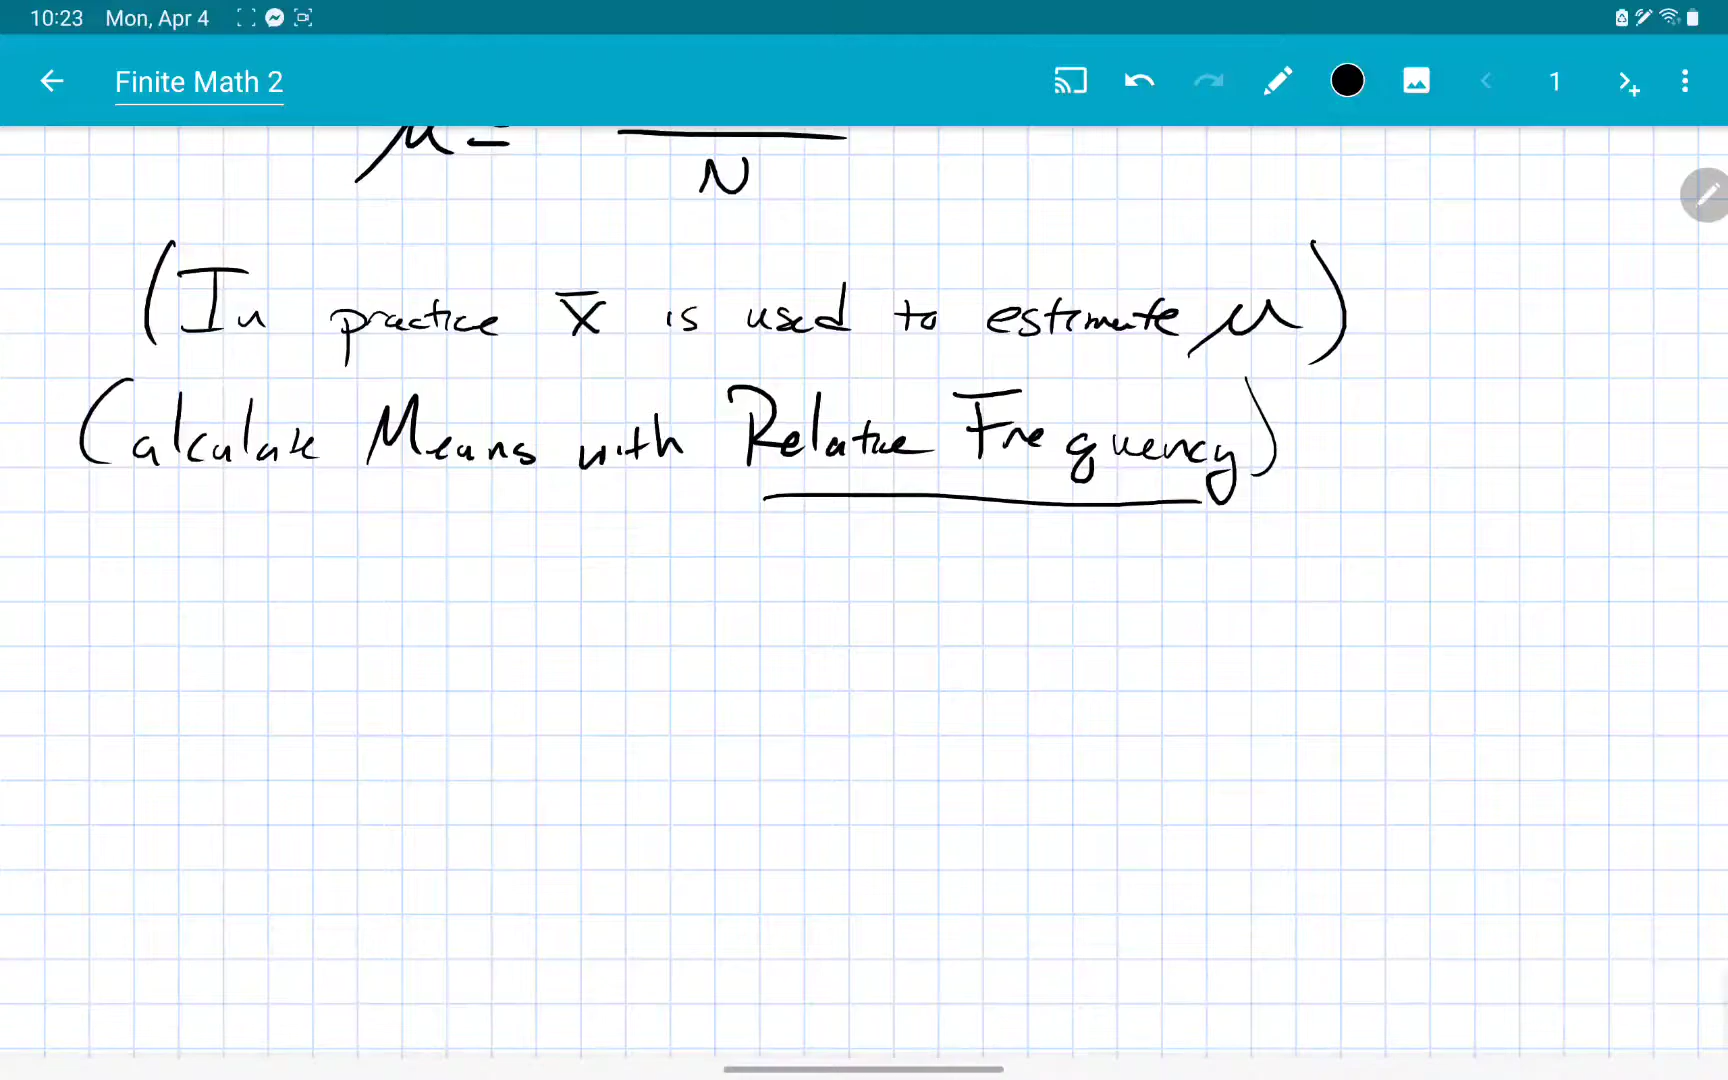 10:23 Mon, Apr 4
Finite Math 2
1
μ =
N
(In practice x̄ is used to estimate μ)
(Calculate Means with Relative Frequency)